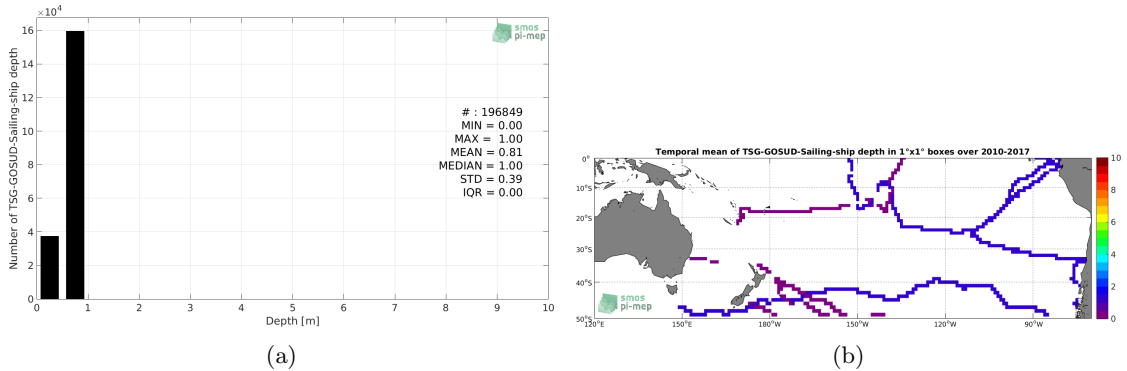 ×10⁴
16
14
12
10
8
6
4
2
0
Number of TSG-GOSUD-Sailing-ship depth
0 1 2 3 4 5 6 7 8 9 10
Depth [m]
smos
pi-mep
# : 196849
MIN = 0.00
MAX = 1.00
MEAN = 0.81
MEDIAN = 1.00
STD = 0.39
IQR = 0.00
(a)
Temporal mean of TSG-GOSUD-Sailing-ship depth in 1°x1° boxes over 2010-2017
0°
10°S
20°S
30°S
40°S
50°S
120°E 150°E 180°W 150°W 120°W 90°W
10
8
6
4
2
0
smos
pi-mep
(b)